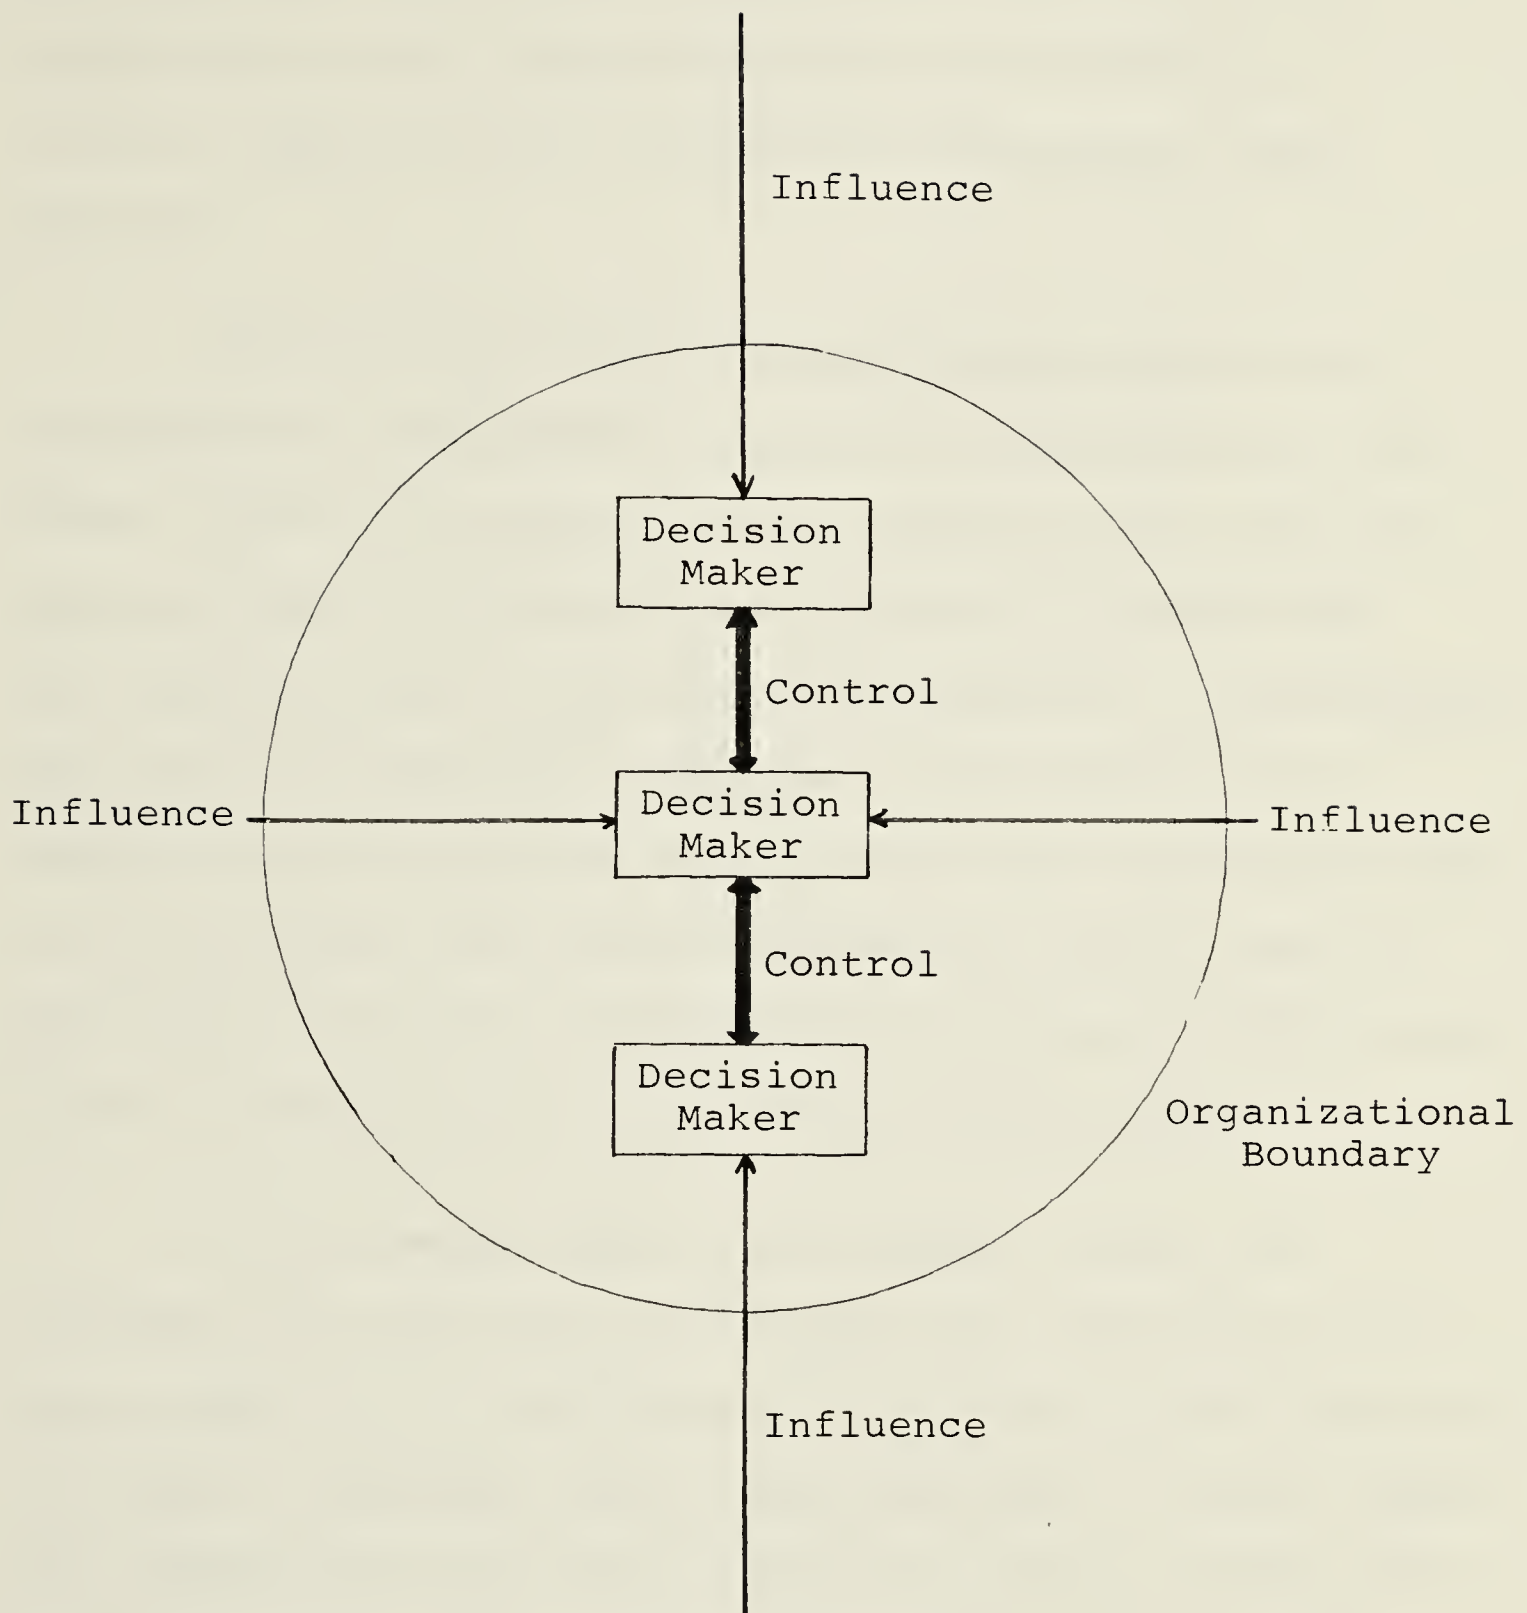 Influence
Decision
Maker
Control
Influence
Decision
Maker
Influence
Control
Decision
Maker
Organizational
Boundary
Influence